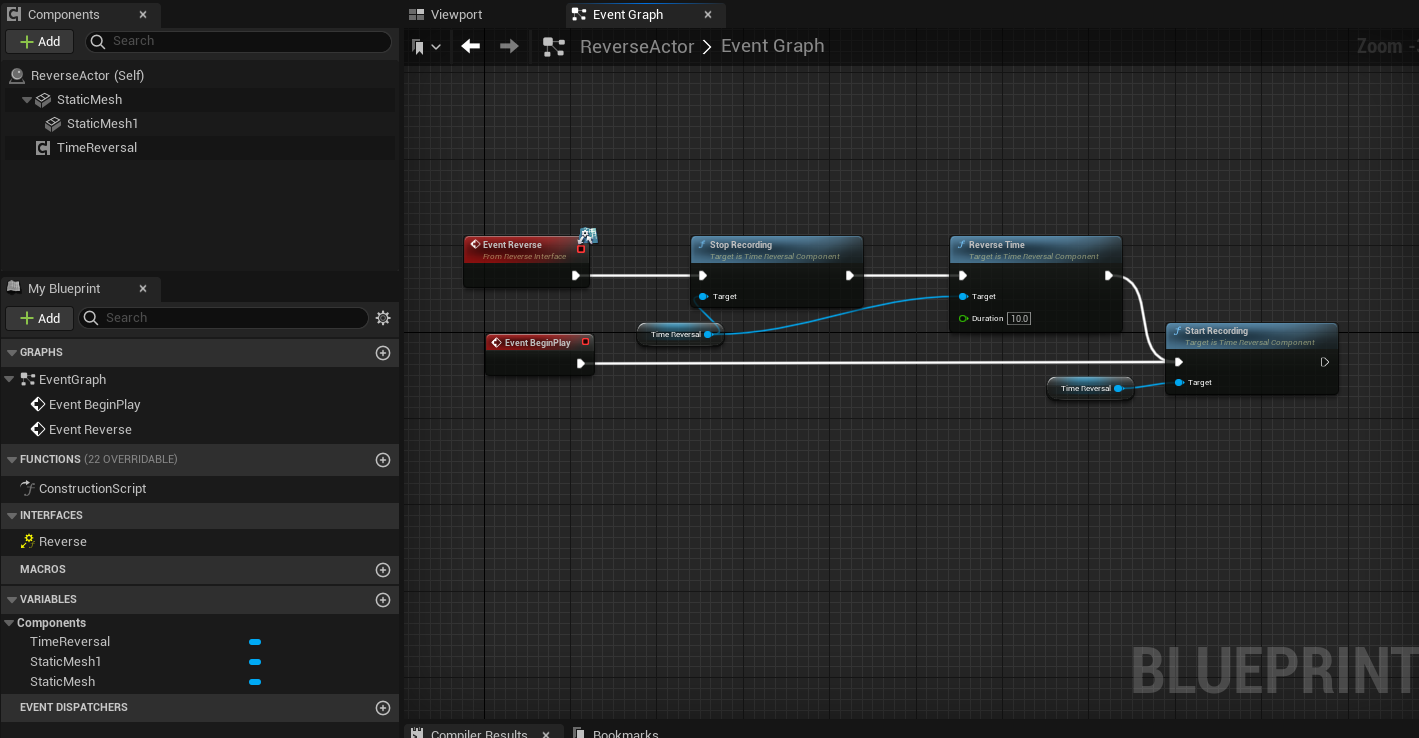 Components
Viewport
Event Graph
Add
Search
ReverseActor
Event Graph
Zoom
ReverseActor (Self)
StaticMesh
StaticMesh1
TimeReversal
My Blueprint
Add
Search
GRAPHS
EventGraph
Event BeginPlay
Event Reverse
FUNCTIONS (22 OVERRIDABLE)
ConstructionScript
INTERFACES
Reverse
MACROS
VARIABLES
Components
TimeReversal
StaticMesh1
StaticMesh
EVENT DISPATCHERS
Event Reverse
From Reverse Interface
Stop Recording
Target is Time Reversal Component
Target
Reverse Time
Target is Time Reversal Component
Target
Duration 10.0
Time Reversal
Event BeginPlay
Start Recording
Target is Time Reversal Component
Target
Time Reversal
BLUEPRINT
Compiler Results
Bookmarks